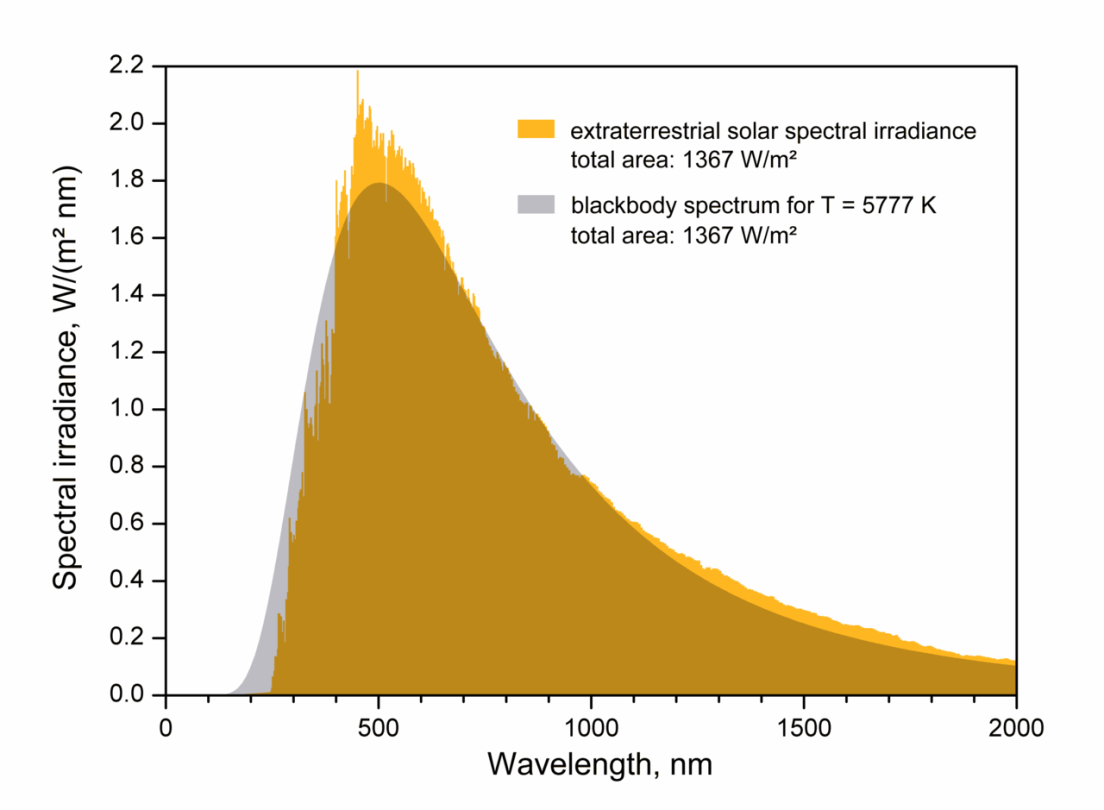 2.2
2.0
1.8
1.6
1.4
1.2
1.0
0.8
0.6
0.4
0.2
0.0
Spectral irradiance, W/(m² nm)
extraterrestrial solar spectral irradiance
total area: 1367 W/m²
blackbody spectrum for T = 5777 K
total area: 1367 W/m²
0 500 1000 1500 2000
Wavelength, nm